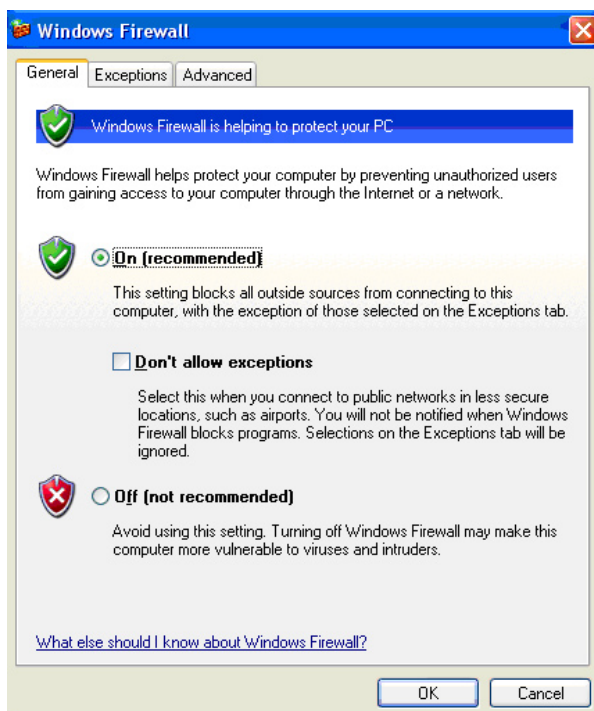 Windows Firewall
General Exceptions Advanced
Windows Firewall is helping to protect your PC
Windows Firewall helps protect your computer by preventing unauthorized users
from gaining access to your computer through the Internet or a network.
On (recommended)
This setting blocks all outside sources from connecting to this
computer, with the exception of those selected on the Exceptions tab.
Don't allow exceptions
Select this when you connect to public networks in less secure
locations, such as airports. You will not be notified when Windows
Firewall blocks programs. Selections on the Exceptions tab will be
ignored.
Off (not recommended)
Avoid using this setting. Turning off Windows Firewall may make this
computer more vulnerable to viruses and intruders.
What else should I know about Windows Firewall?
OK Cancel